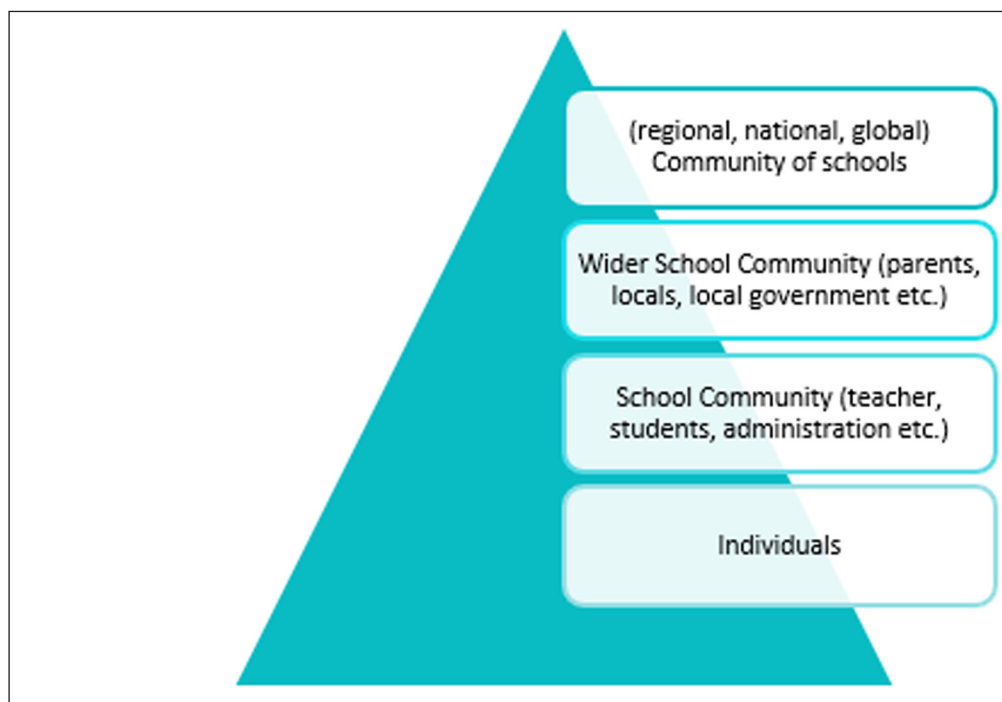 (regional, national, global)
Community of schools
Wider School Community (parents,
locals, local government etc.)
School Community (teacher,
students, administration etc.)
Individuals